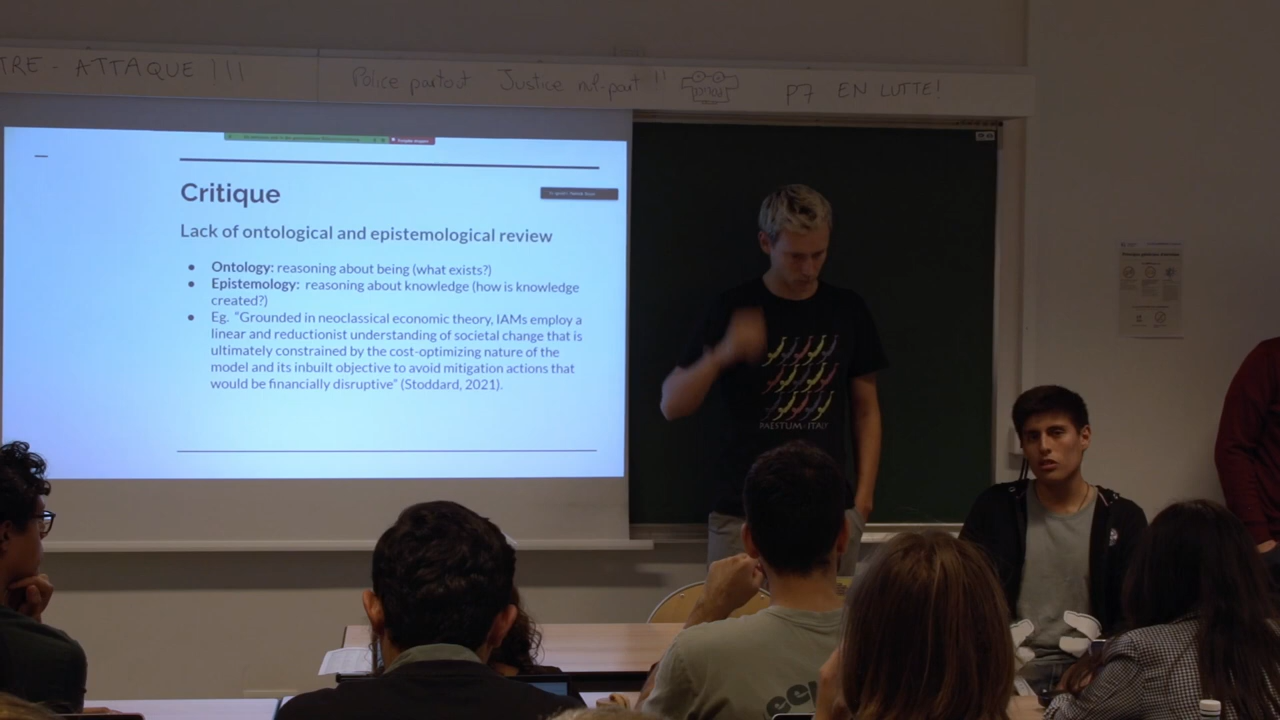 TRE - ATTAQUE !!!
Police partout Justice nul-part !!
P7 EN LUTTE!
Critique
Lack of ontological and epistemological review
● Ontology: reasoning about being (what exists?)
● Epistemology: reasoning about knowledge (how is knowledge
created?)
● Eg. "Grounded in neoclassical economic theory, IAMs employ a
linear and reductionist understanding of societal change that is
ultimately constrained by the cost-optimizing nature of the
model and its inbuilt objective to avoid mitigation actions that
would be financially disruptive" (Stoddard, 2021).
PAESTUM - ITALY